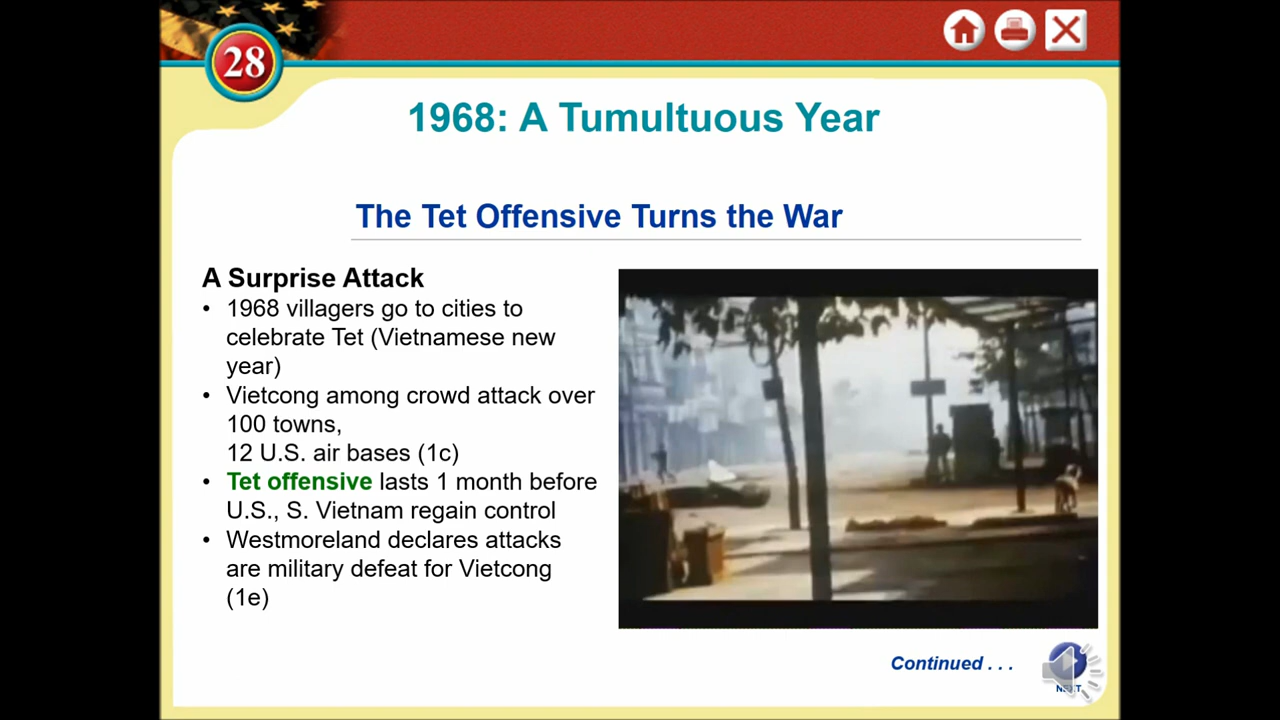 28
1968: A Tumultuous Year
The Tet Offensive Turns the War
A Surprise Attack
• 1968 villagers go to cities to
celebrate Tet (Vietnamese new
year)
• Vietcong among crowd attack over
100 towns,
12 U.S. air bases (1c)
• Tet offensive lasts 1 month before
U.S., S. Vietnam regain control
• Westmoreland declares attacks
are military defeat for Vietcong
(1e)
Continued . . .
NEXT